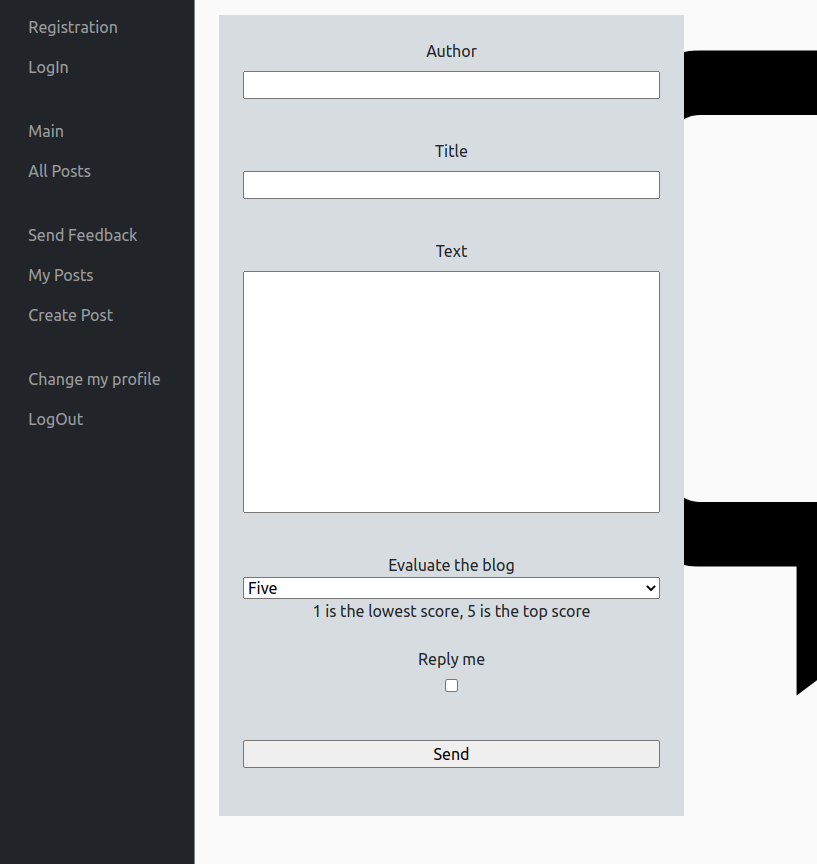 Registration
LogIn
Main
All Posts
Send Feedback
My Posts
Create Post
Change my profile
LogOut
Author
Title
Text
Evaluate the blog
Five
1 is the lowest score, 5 is the top score
Reply me
Send